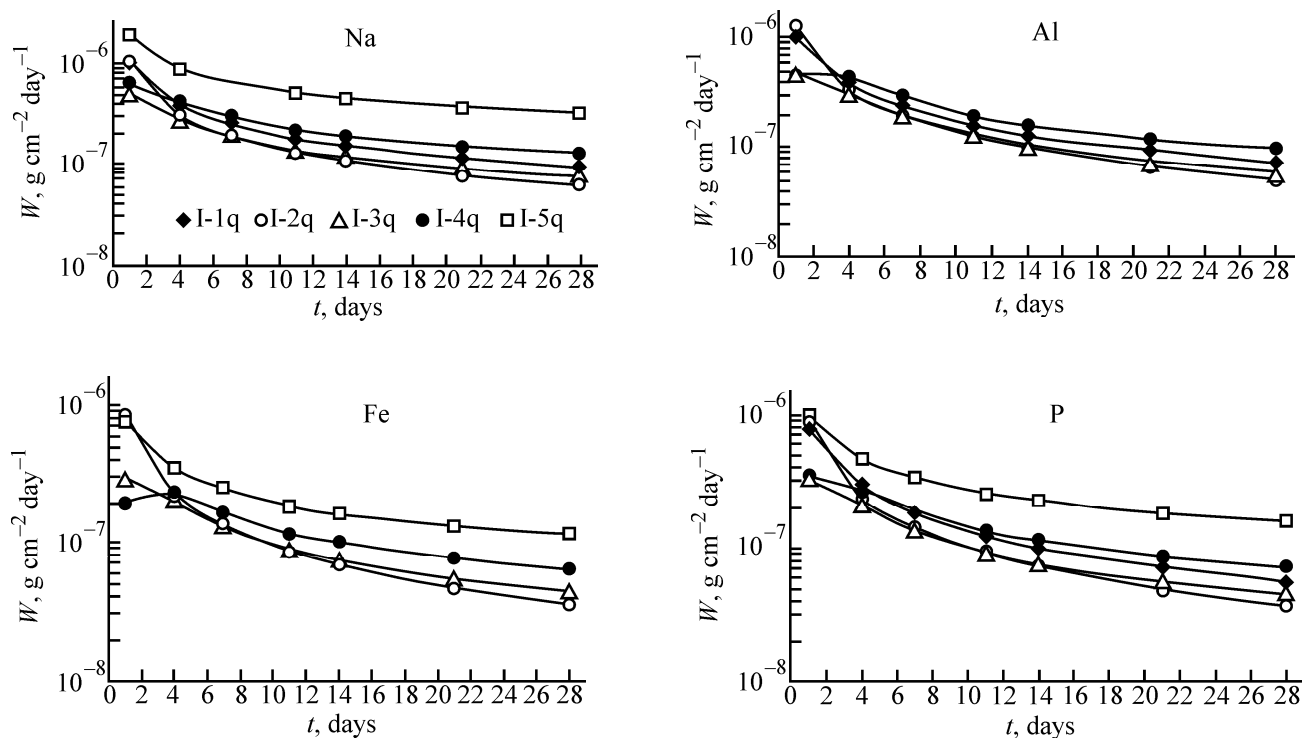 Na
W, g cm⁻² day⁻¹
10⁻⁶
10⁻⁷
10⁻⁸
I-1q I-2q I-3q I-4q I-5q
0 2 4 6 8 10 12 14 16 18 20 22 24 26 28
t, days
Al
W, g cm⁻² day⁻¹
10⁻⁶
10⁻⁷
10⁻⁸
0 2 4 6 8 10 12 14 16 18 20 22 24 26 28
t, days
Fe
W, g cm⁻² day⁻¹
10⁻⁶
10⁻⁷
10⁻⁸
0 2 4 6 8 10 12 14 16 18 20 22 24 26 28
t, days
P
W, g cm⁻² day⁻¹
10⁻⁶
10⁻⁷
10⁻⁸
0 2 4 6 8 10 12 14 16 18 20 22 24 26 28
t, days